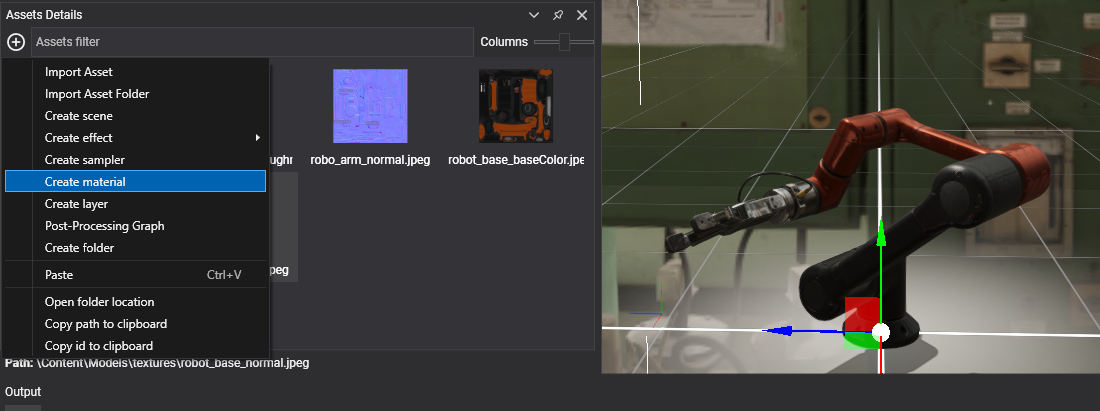 Assets Details
Assets filter
Columns
Import Asset
Import Asset Folder
Create scene
Create effect
Create sampler
Create material
Create layer
Post-Processing Graph
Create folder
Paste Ctrl+V
Open folder location
Copy path to clipboard
Copy id to clipboard
robo_arm_normal.jpeg
robot_base_baseColor.jpe
peg
Path: \Content\Models\textures\robot_base_normal.jpeg
Output